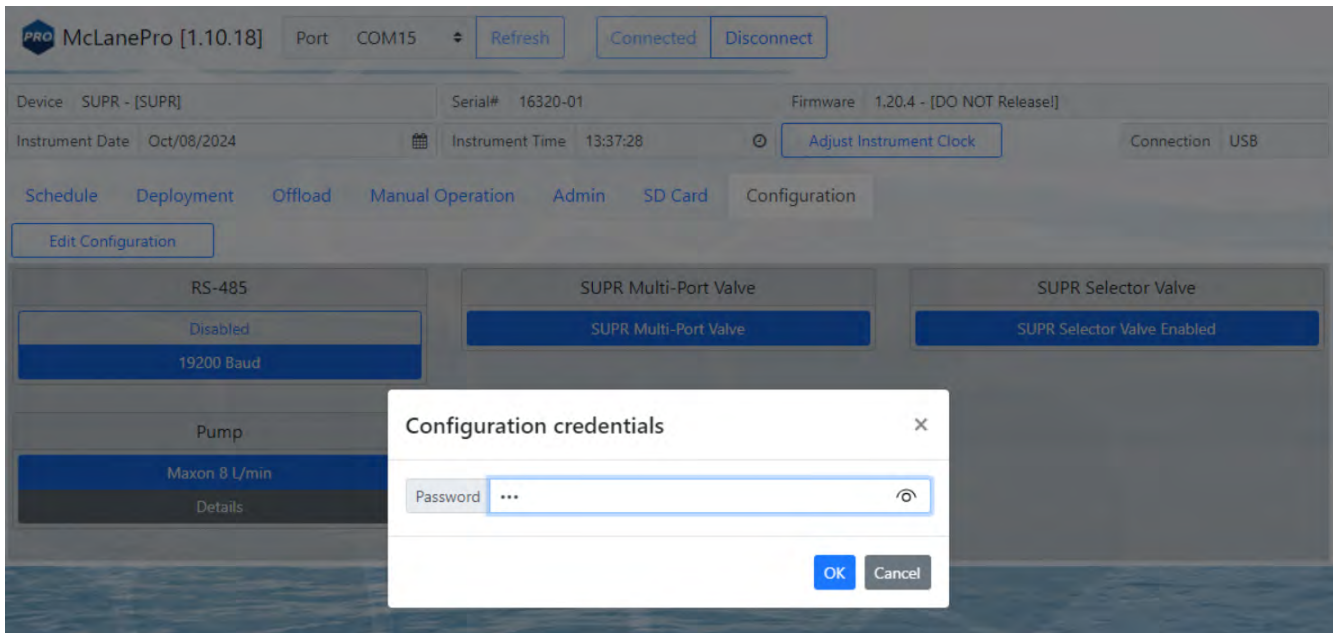 PRO McLanePro [1.10.18] Port COM15 Refresh Connected Disconnect
Device SUPR - [SUPR] Serial# 16320-01 Firmware 1.20.4 - [DO NOT Release!]
Instrument Date Oct/08/2024 Instrument Time 13:37:28 Adjust Instrument Clock Connection USB
Schedule Deployment Offload Manual Operation Admin SD Card Configuration
Edit Configuration
RS-485 SUPR Multi-Port Valve SUPR Selector Valve
Disabled SUPR Multi-Port Valve SUPR Selector Valve Enabled
19200 Baud
Configuration credentials ×
Pump
Maxon 8 L/min
Password •••
Details
OK Cancel